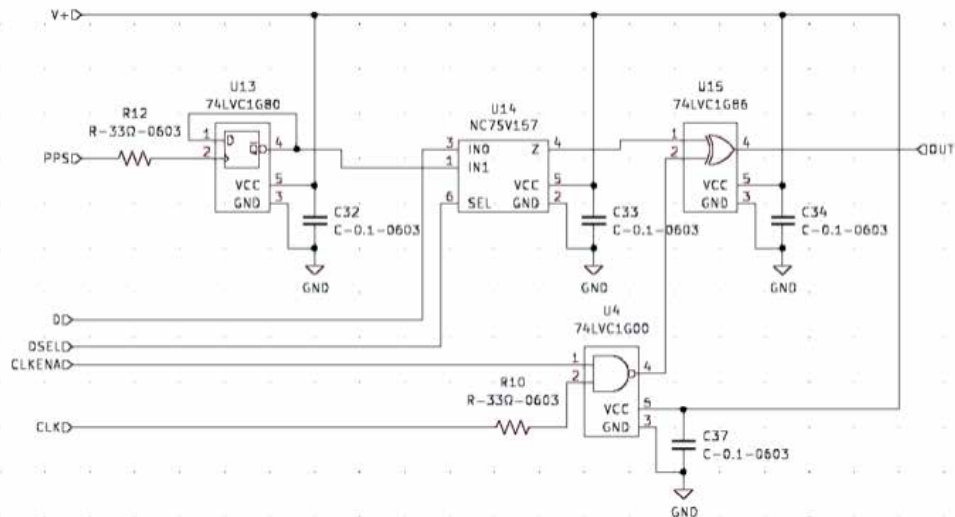 V+
U13
74LVC1G80
R12
R-33Ω-0603
PPS
1
2
D
Q
4
VCC
5
GND
3
C32
C-0.1-0603
GND
U14
NC7SV157
3
1
6
IN0
IN1
SEL
Z
4
VCC
5
GND
2
C33
C-0.1-0603
GND
U15
74LVC1G86
1
2
4
VCC
5
GND
3
OUT
C34
C-0.1-0603
GND
D
DSEL
CLKENA
CLK
R10
R-33Ω-0603
U4
74LVC1G00
1
2
4
VCC
5
GND
3
C37
C-0.1-0603
GND